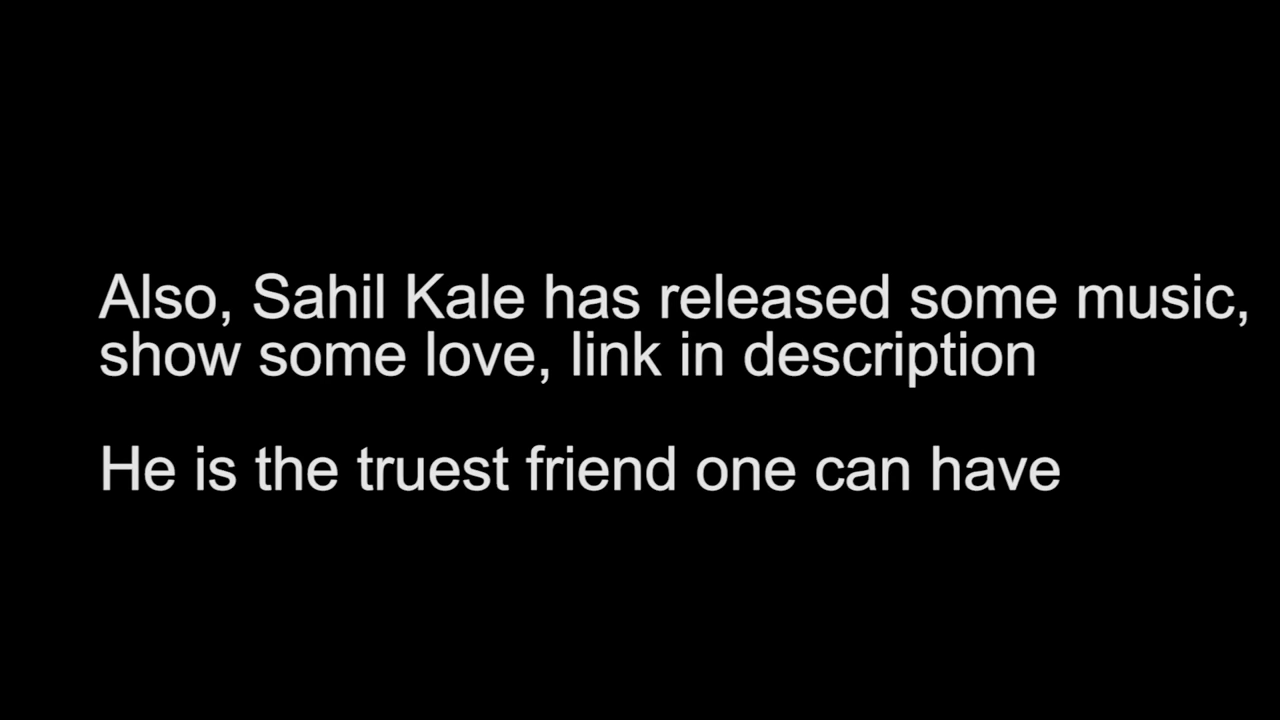 Also, Sahil Kale has released some music,
show some love, link in description
He is the truest friend one can have